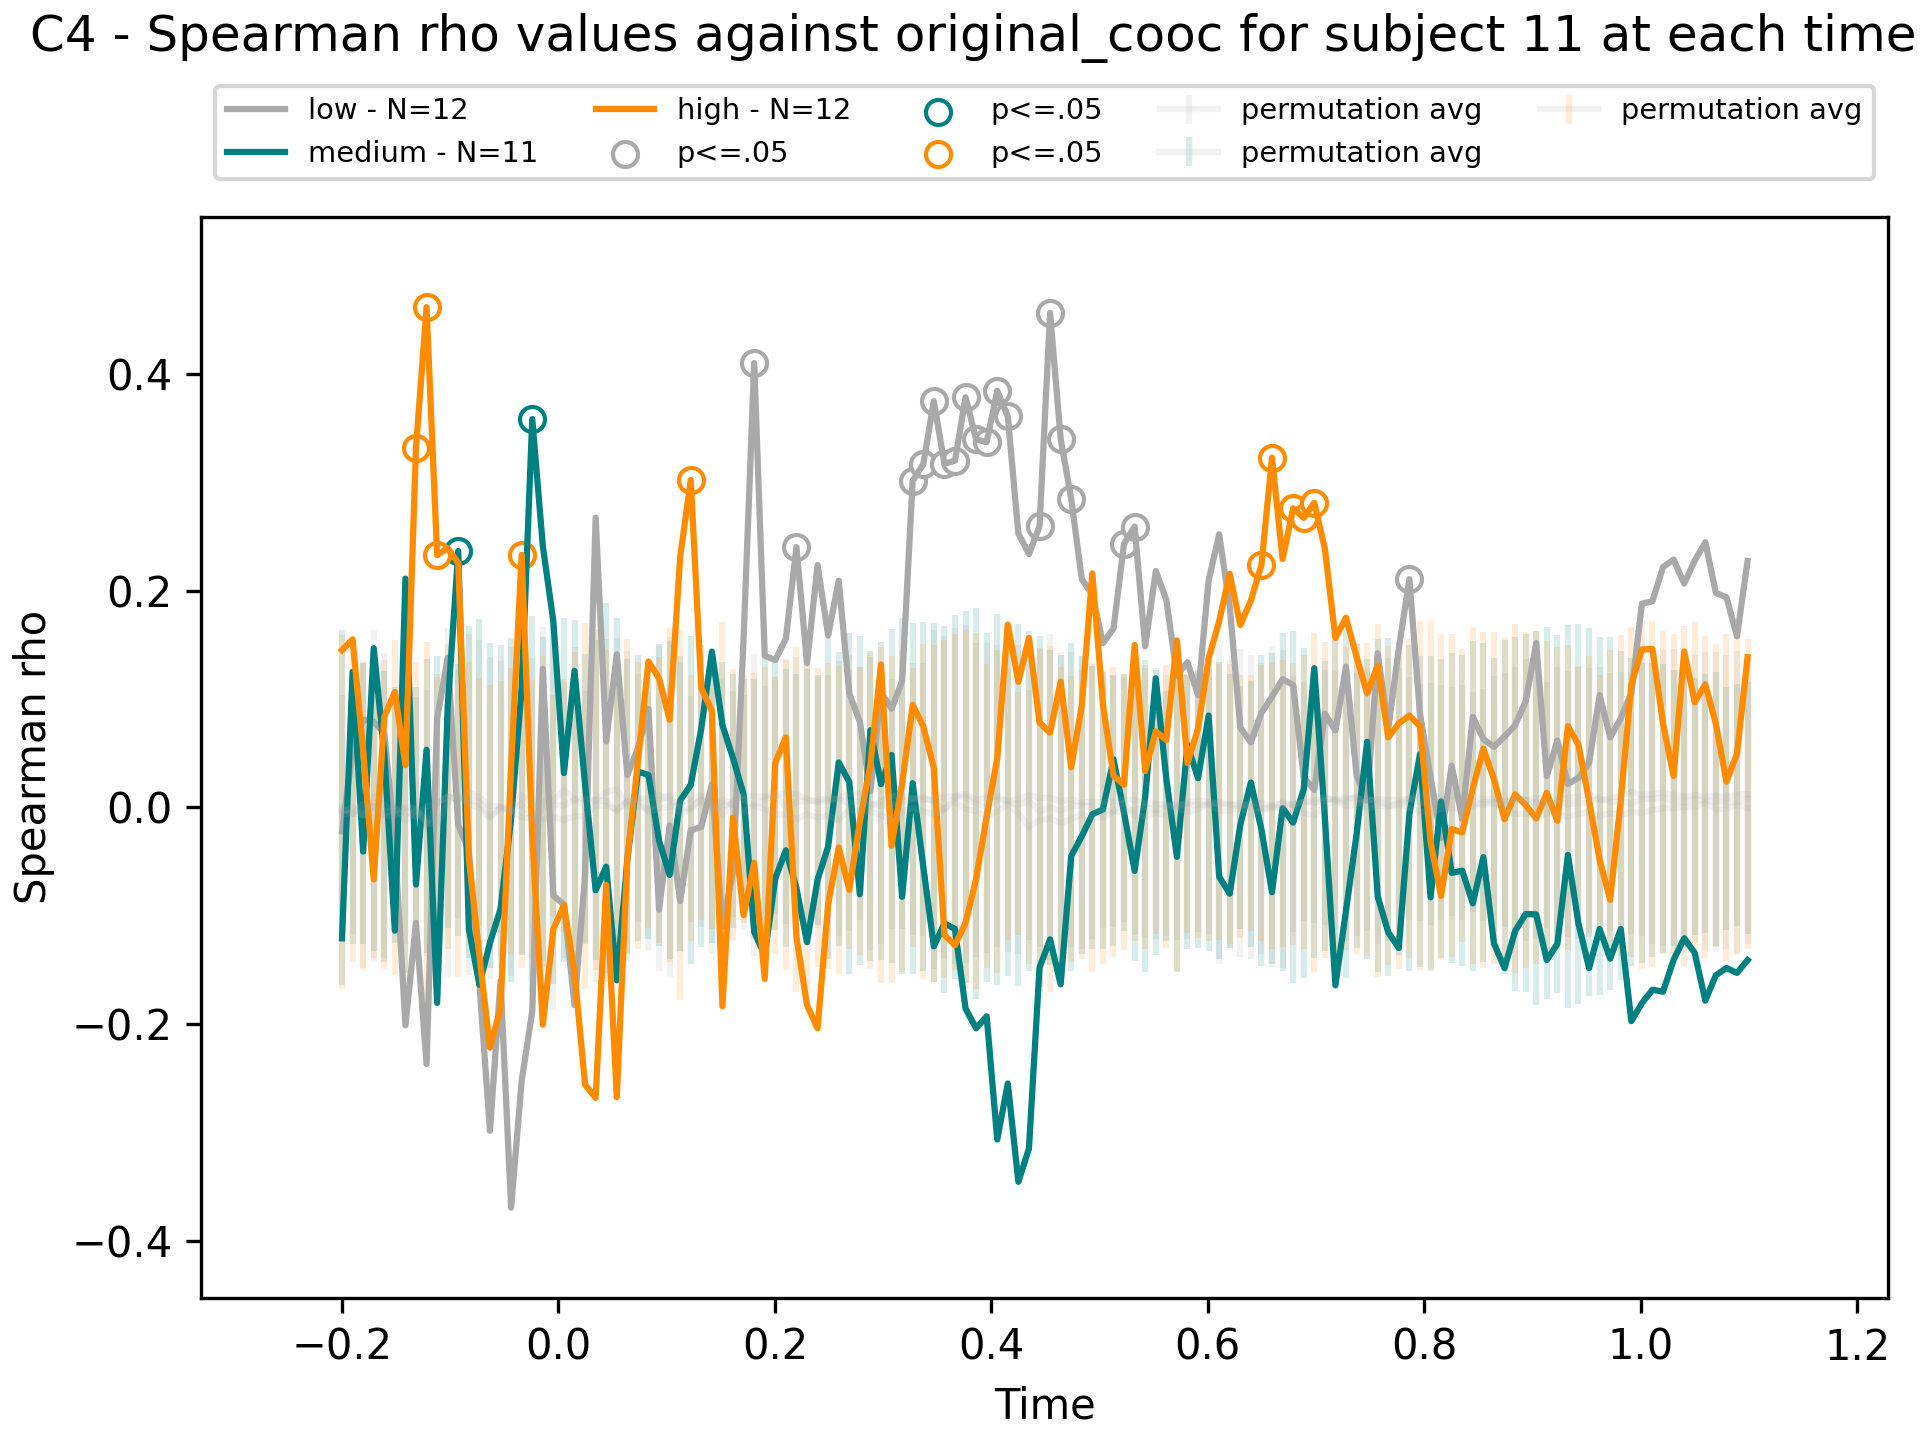 C4 - Spearman rho values against original_cooc for subject 11 at each time
low - N=12
medium - N=11
high - N=12
p<=.05
p<=.05
p<=.05
permutation avg
permutation avg
permutation avg
Spearman rho
0.4
0.2
0.0
−0.2
−0.4
−0.2 0.0 0.2 0.4 0.6 0.8 1.0 1.2
Time